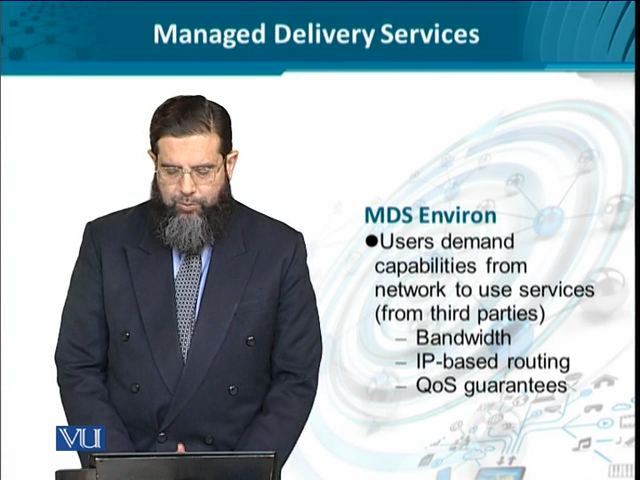 Managed Delivery Services
MDS Environ
●Users demand
capabilities from
network to use services
(from third parties)
– Bandwidth
– IP-based routing
– QoS guarantees
VU